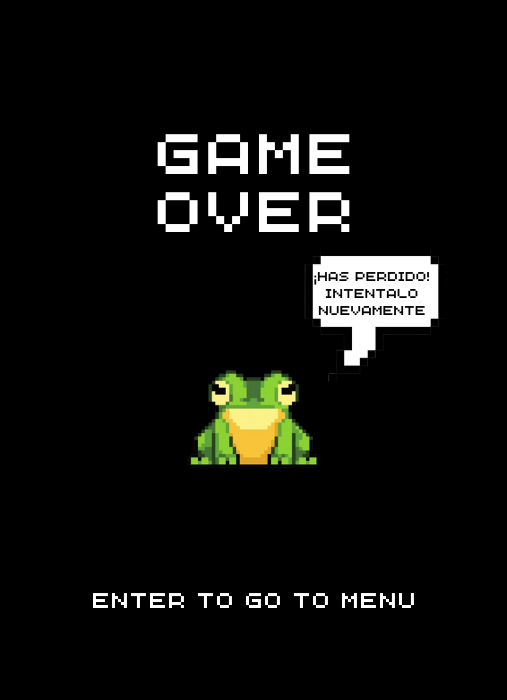 GAME
OVER
¡HAS PERDIDO!
INTENTALO
NUEVAMENTE
ENTER TO GO TO MENU